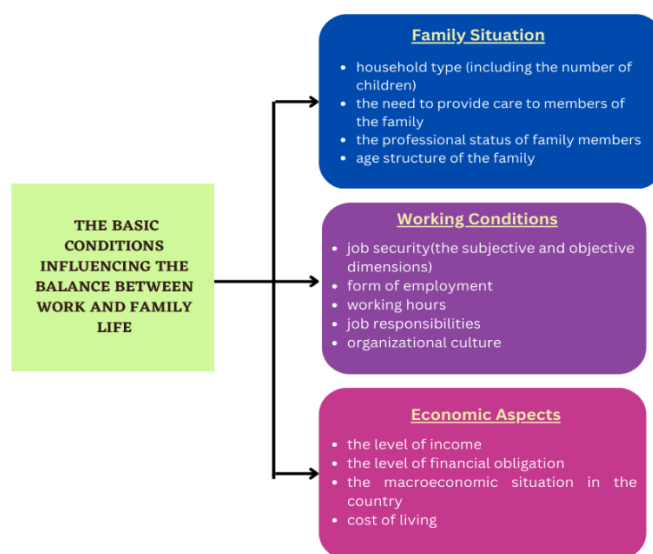 THE BASIC
CONDITIONS
INFLUENCING THE
BALANCE BETWEEN
WORK AND FAMILY
LIFE
Family Situation
• household type (including the number of
children)
• the need to provide care to members of
the family
• the professional status of family members
• age structure of the family
Working Conditions
• job security(the subjective and objective
dimensions)
• form of employment
• working hours
• job responsibilities
• organizational culture
Economic Aspects
• the level of income
• the level of financial obligation
• the macroeconomic situation in the
country
• cost of living